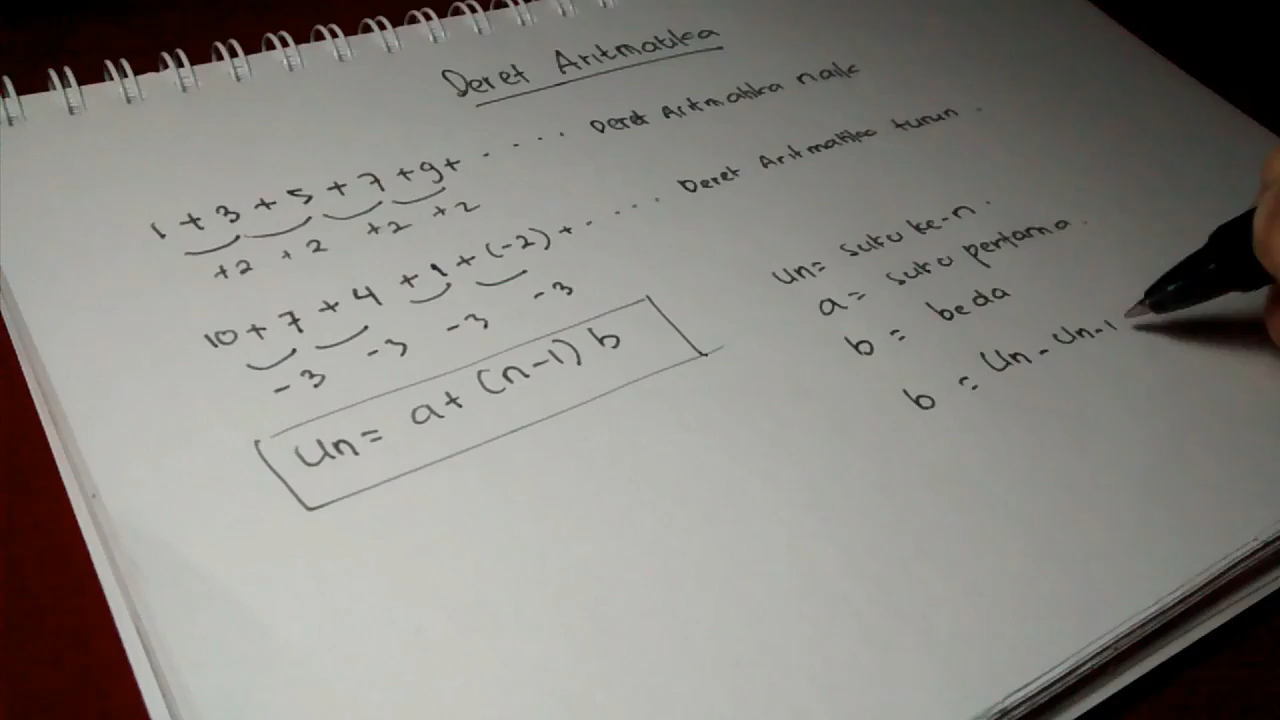 Deret Aritmatika
1 + 3 + 5 + 7 + 9 + . . . . Deret Aritmatika naik
+2 +2 +2 +2
10 + 7 + 4 + 1 + (-2) + . . . . Deret Aritmatika turun .
-3 -3 -3 -3
Un = a + (n-1) b
Un = suku ke-n .
a = suku pertama .
b = beda
b = Un - Un-1